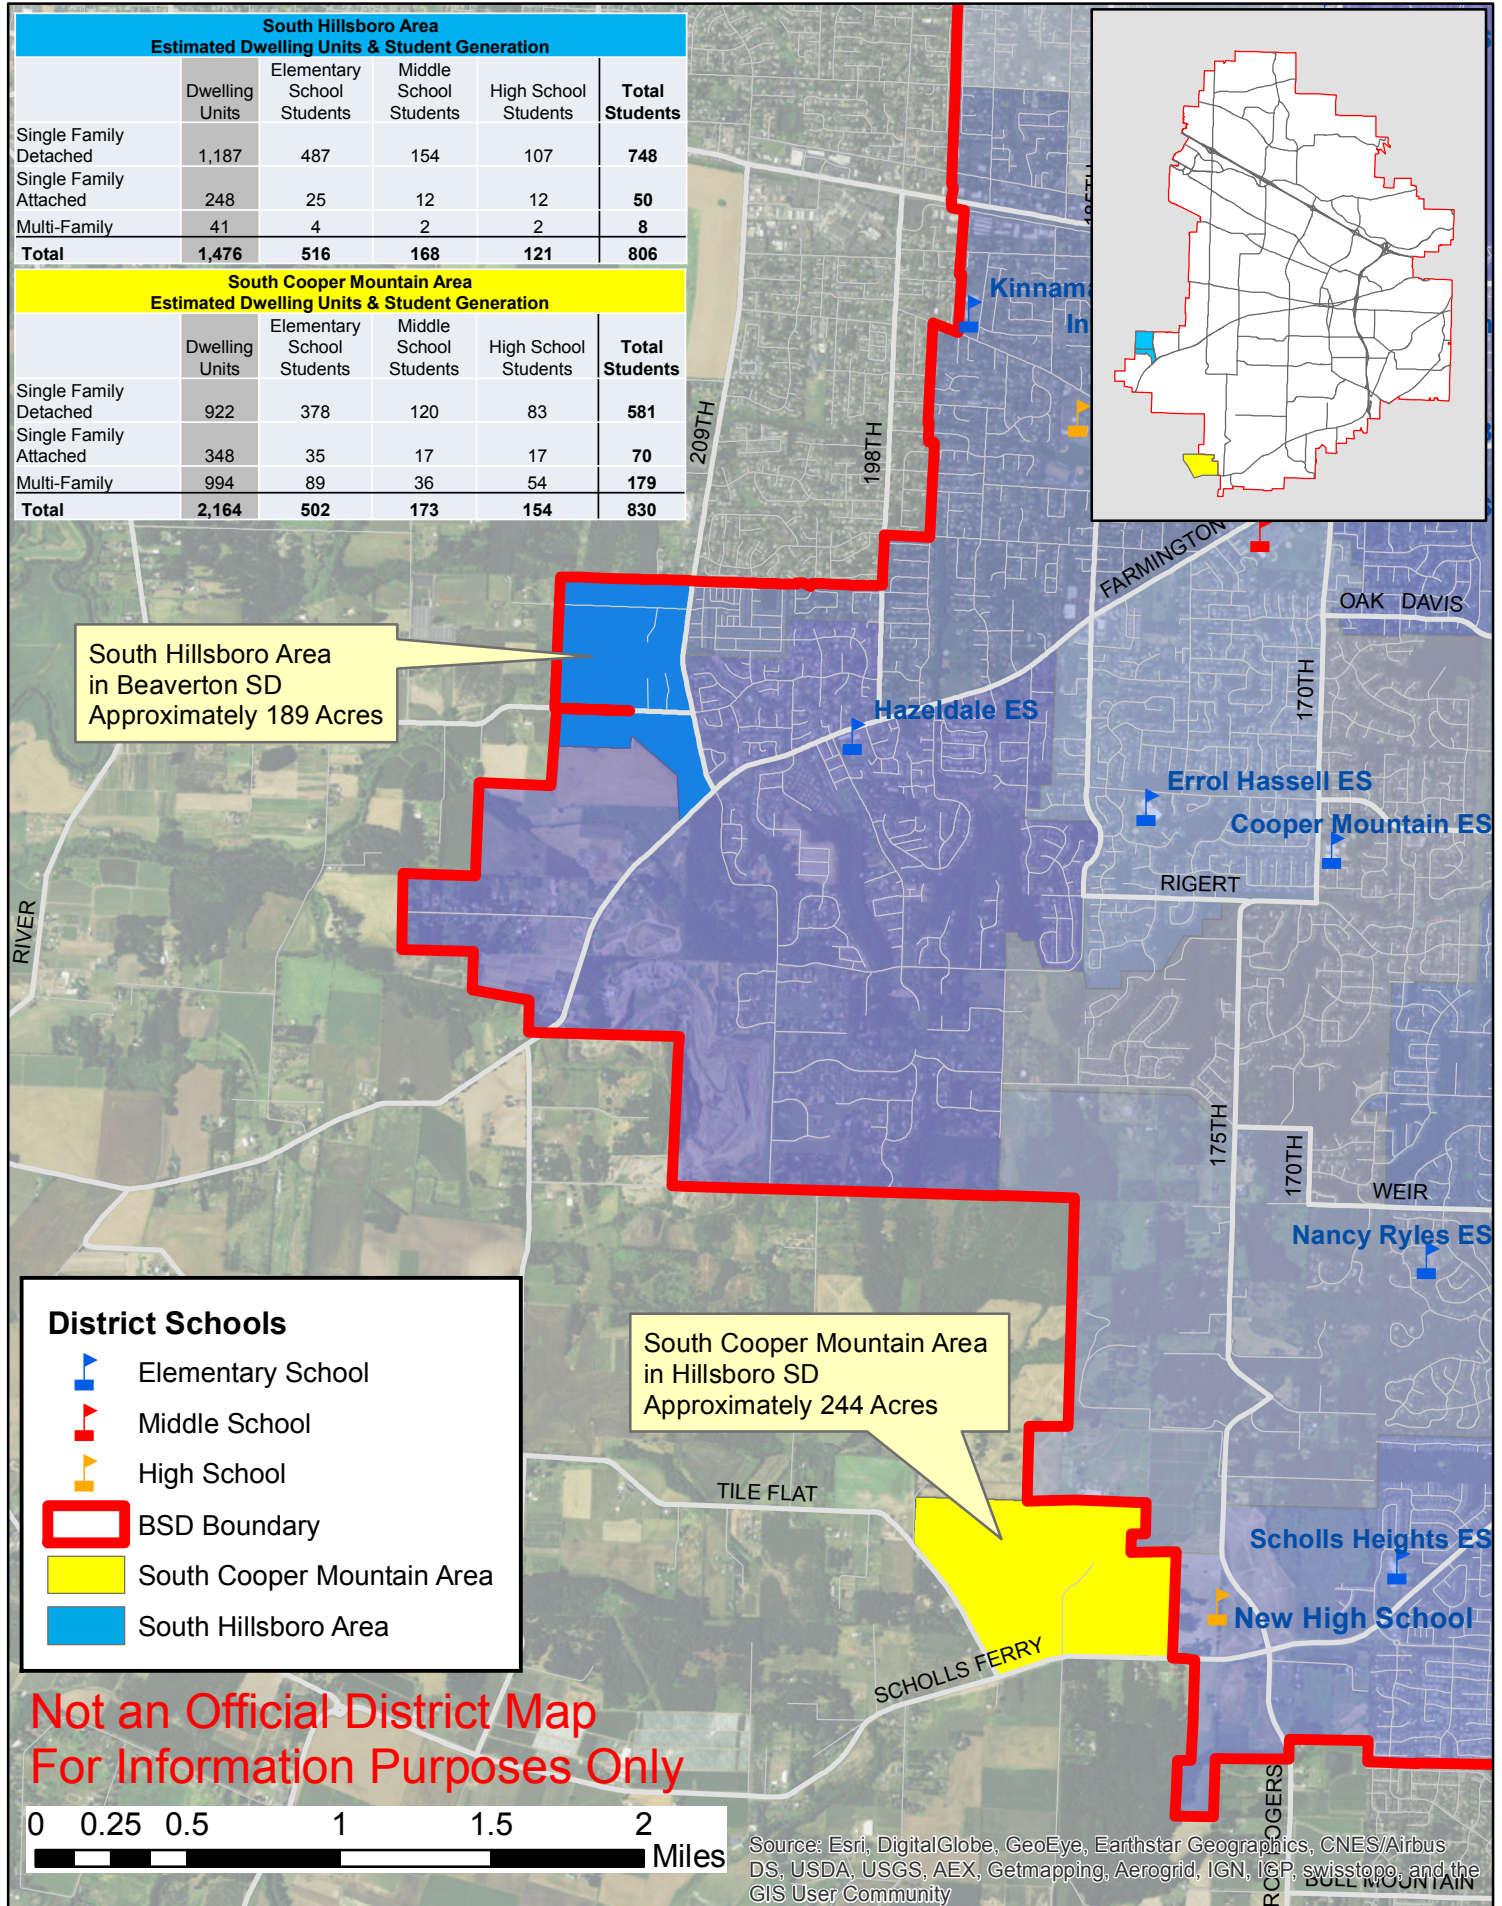 South Hillsboro Area
Estimated Dwelling Units & Student Generation
Dwelling Units Elementary School Students Middle School Students High School Students Total Students
Single Family Detached 1,187 487 154 107 748
Single Family Attached 248 25 12 12 50
Multi-Family 41 4 2 2 8
Total 1,476 516 168 121 806
South Cooper Mountain Area
Estimated Dwelling Units & Student Generation
Dwelling Units Elementary School Students Middle School Students High School Students Total Students
Single Family Detached 922 378 120 83 581
Single Family Attached 348 35 17 17 70
Multi-Family 994 89 36 54 179
Total 2,164 502 173 154 830
185TH
Kinnama
In
209TH
198TH
FARMINGTON
OAK DAVIS
South Hillsboro Area
in Beaverton SD
Approximately 189 Acres
170TH
Hazeldale ES
Errol Hassell ES
Cooper Mountain ES
RIGERT
RIVER
175TH
170TH
WEIR
Nancy Ryles ES
District Schools
Elementary School
Middle School
High School
BSD Boundary
South Cooper Mountain Area
South Hillsboro Area
South Cooper Mountain Area
in Hillsboro SD
Approximately 244 Acres
TILE FLAT
Scholls Heights ES
New High School
SCHOLLS FERRY
Not an Official District Map
For Information Purposes Only
0 0.25 0.5 1 1.5 2
Miles
Source: Esri, DigitalGlobe, GeoEye, Earthstar Geographics, CNES/Airbus
DS, USDA, USGS, AEX, Getmapping, Aerogrid, IGN, IGP, swisstopo, and the
GIS User Community
BULL MOUNTAIN